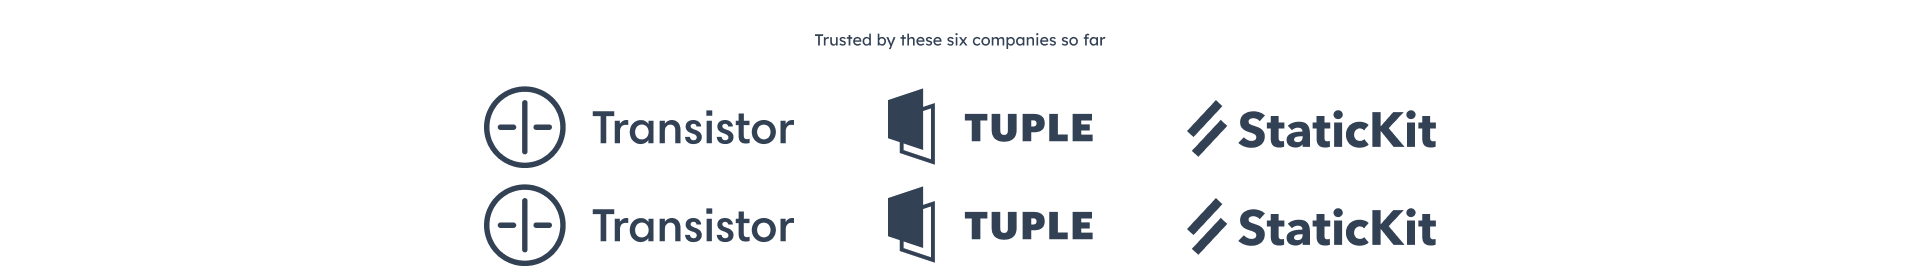 Trusted by these six companies so far
Transistor TUPLE StaticKit
Transistor TUPLE StaticKit